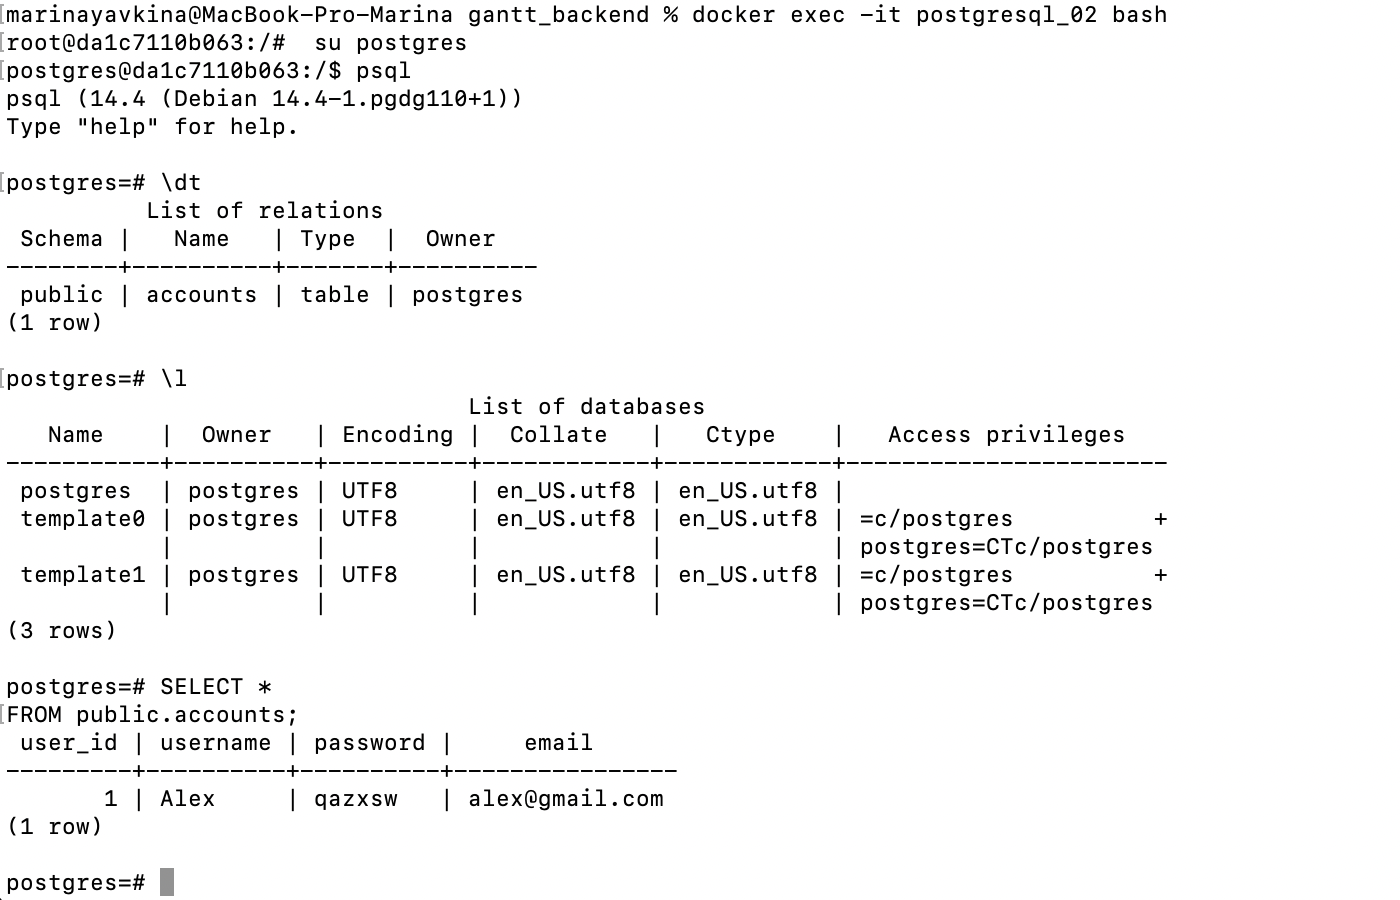 marinayavkina@MacBook-Pro-Marina gantt_backend % docker exec -it postgresql_02 bash
root@da1c7110b063:/#  su postgres
postgres@da1c7110b063:/$ psql
psql (14.4 (Debian 14.4-1.pgdg110+1))
Type "help" for help.

postgres=# \dt
          List of relations
 Schema |   Name   | Type  |  Owner
--------+----------+-------+----------
 public | accounts | table | postgres
(1 row)

postgres=# \l
                                 List of databases
   Name    |  Owner   | Encoding |  Collate   |   Ctype    |   Access privileges
-----------+----------+----------+------------+------------+-----------------------
 postgres  | postgres | UTF8     | en_US.utf8 | en_US.utf8 |
 template0 | postgres | UTF8     | en_US.utf8 | en_US.utf8 | =c/postgres          +
           |          |          |            |            | postgres=CTc/postgres
 template1 | postgres | UTF8     | en_US.utf8 | en_US.utf8 | =c/postgres          +
           |          |          |            |            | postgres=CTc/postgres
(3 rows)

postgres=# SELECT *
FROM public.accounts;
 user_id | username | password |     email
---------+----------+----------+----------------
       1 | Alex     | qazxsw   | alex@gmail.com
(1 row)

postgres=#